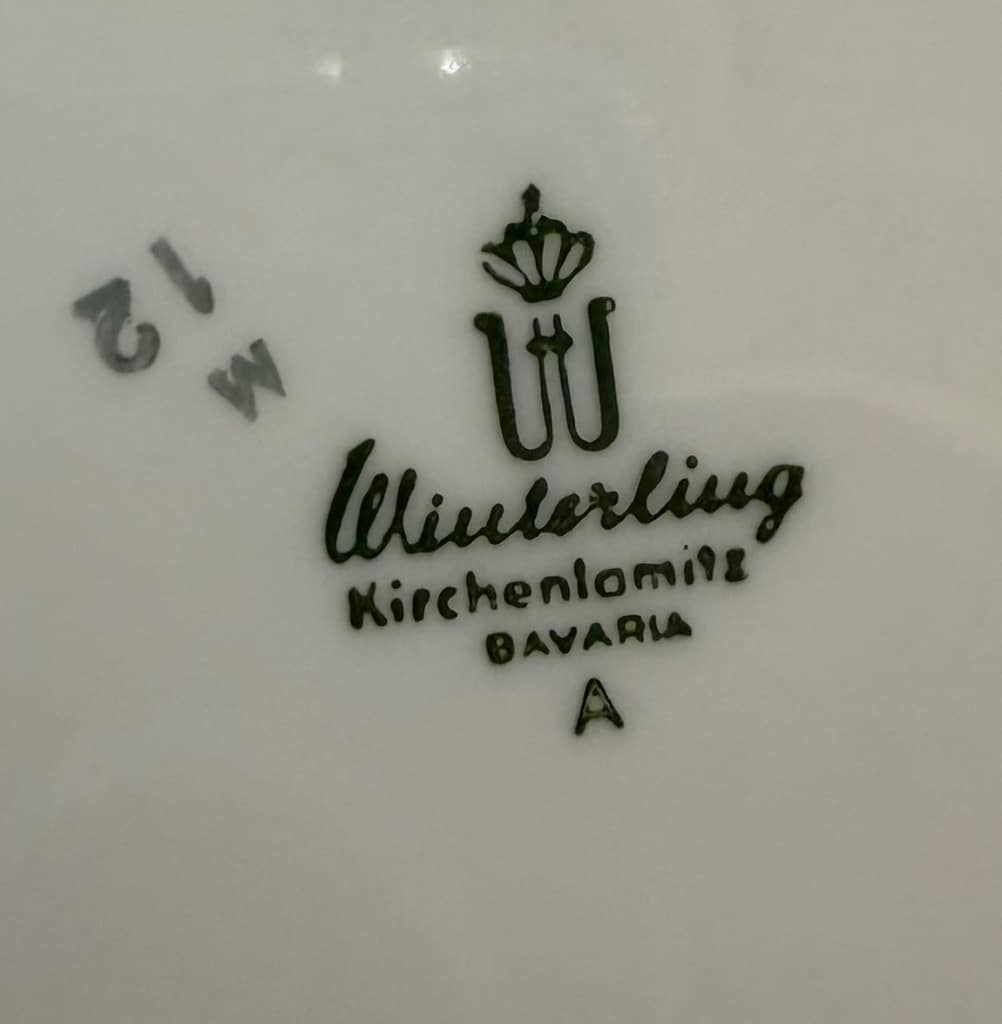 12
M
W
Winterling
Kirchenlamitz
BAVARIA
A